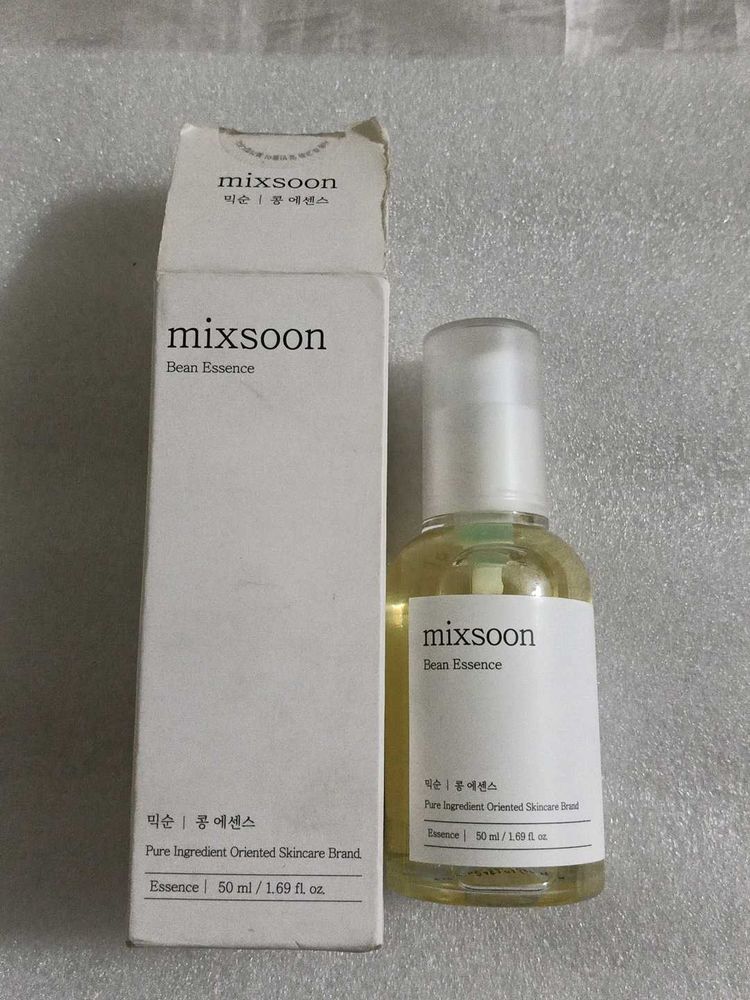 mixsoon
믹순 | 콩 에센스
mixsoon
Bean Essence
믹순 | 콩 에센스
Pure Ingredient Oriented Skincare Brand.
Essence | 50 ml / 1.69 fl. oz.
mixsoon
Bean Essence
믹순 | 콩 에센스
Pure Ingredient Oriented Skincare Brand
Essence | 50 ml / 1.69 fl. oz.